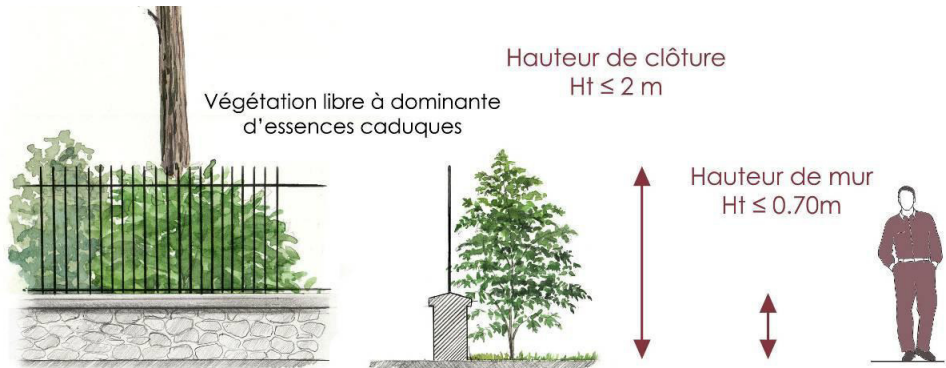 Hauteur de clôture
Ht ≤ 2 m
Végétation libre à dominante
d'essences caduques
Hauteur de mur
Ht ≤ 0.70m